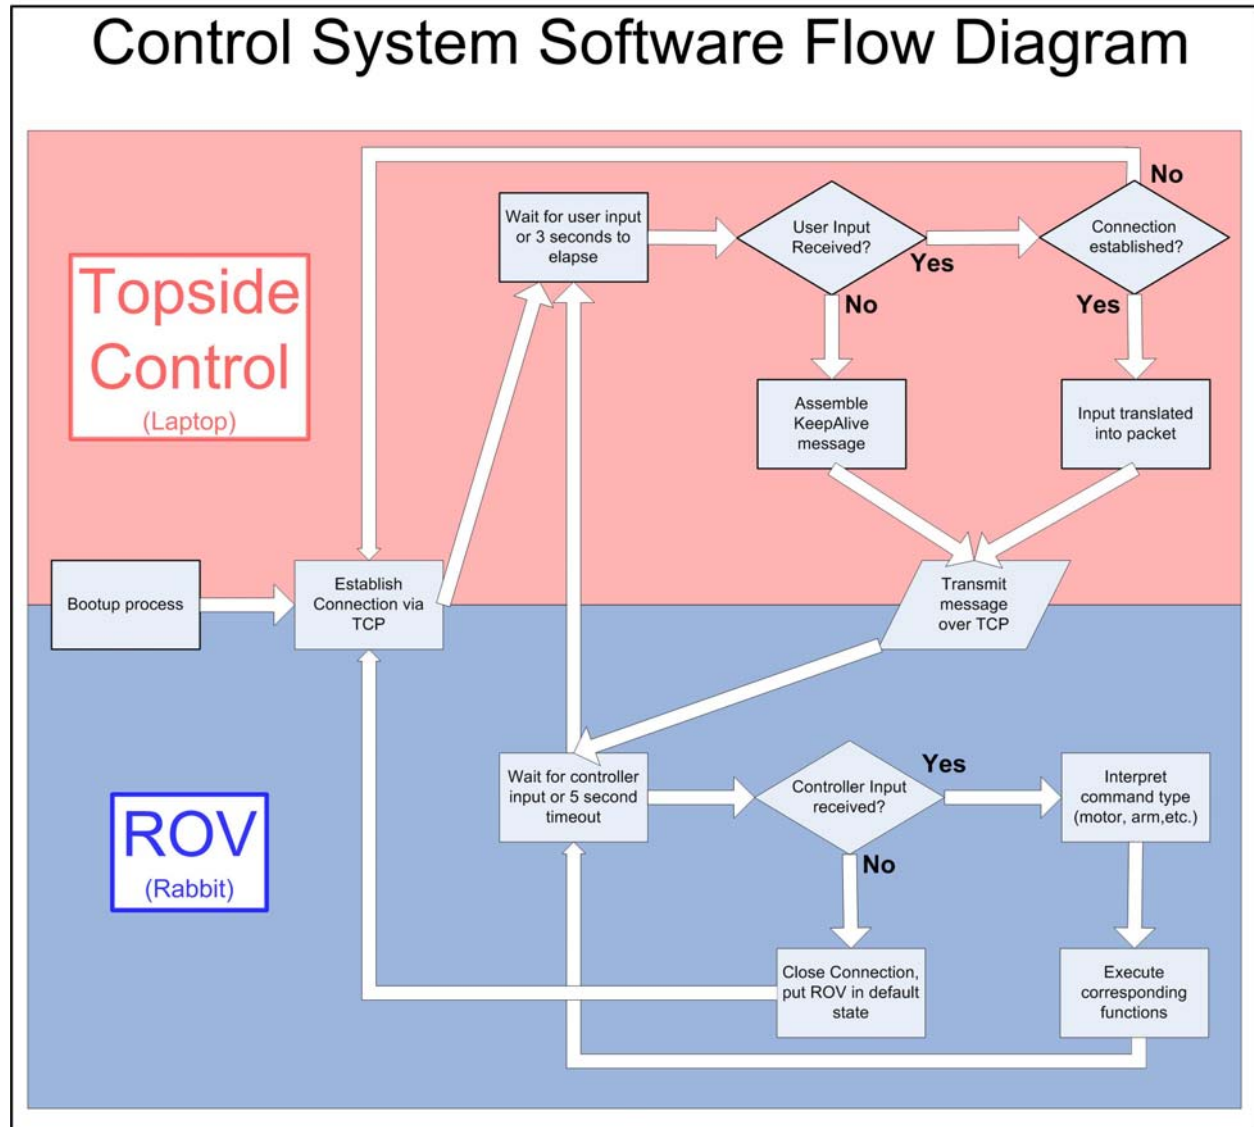 Control System Software Flow Diagram
No
Wait for user input
or 3 seconds to
elapse
User Input
Received?
Connection
established?
Yes
Topside
Control
(Laptop)
No
Yes
Assemble
KeepAlive
message
Input translated
into packet
Bootup process
Establish
Connection via
TCP
Transmit
message
over TCP
Wait for controller
input or 5 second
timeout
Controller Input
received?
Yes
Interpret
command type
(motor, arm,etc.)
ROV
(Rabbit)
No
Close Connection,
put ROV in default
state
Execute
corresponding
functions